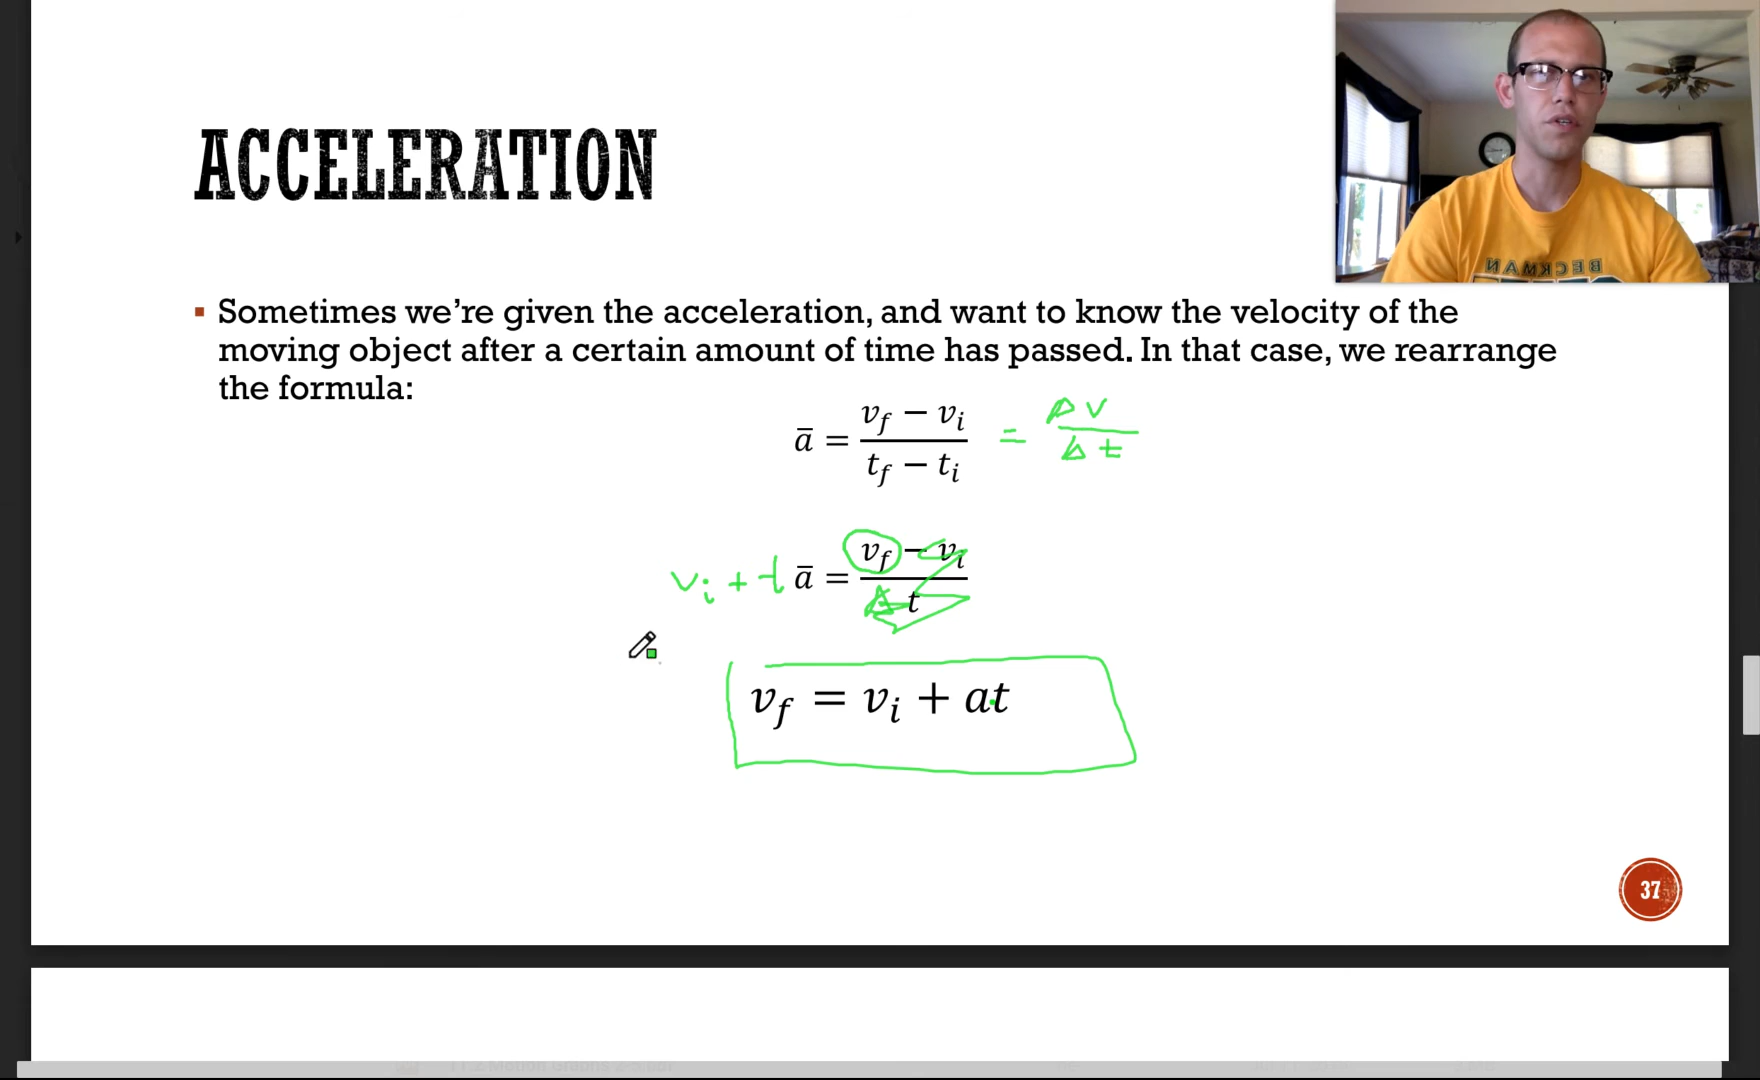 ACCELERATION
BECKMAN
▪ Sometimes we're given the acceleration, and want to know the velocity of the
moving object after a certain amount of time has passed. In that case, we rearrange
the formula:
ā = (v_f − v_i) / (t_f − t_i) = Δv / Δt
v_i + t ā = (v_f − v_i) / Δt
v_f = v_i + at
37